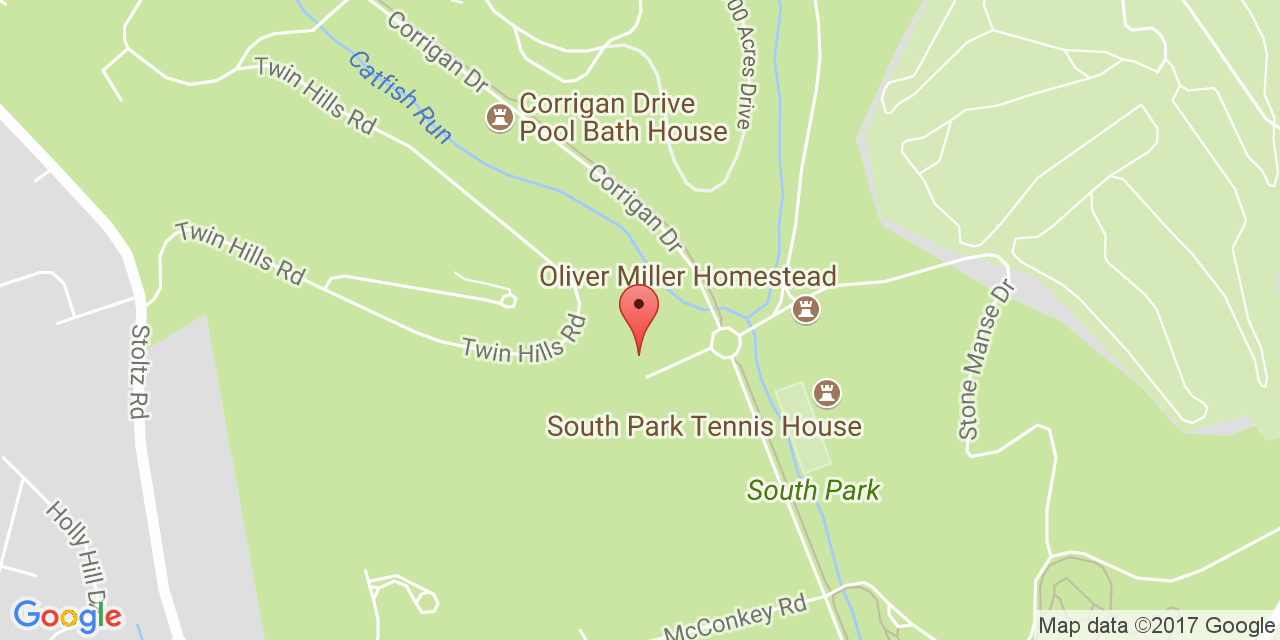 Corrigan Dr
00 Acres Drive
Twin Hills Rd
Catfish Run
Corrigan Drive
Pool Bath House
Corrigan Dr
Twin Hills Rd
Oliver Miller Homestead
Stone Manse Dr
Twin Hills Rd
Stoltz Rd
South Park Tennis House
South Park
Holly Hill D
McConkey Rd
Google
Map data ©2017 Google